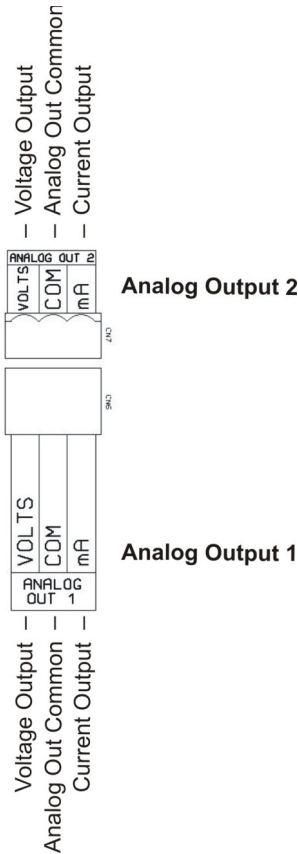 – Voltage Output
– Analog Out Common
– Current Output
ANALOG OUT 2
VOLTS
COM
mA
CN7
Analog Output 2
CN6
VOLTS
COM
mA
Analog Output 1
ANALOG
OUT 1
Voltage Output –
Analog Out Common –
Current Output –